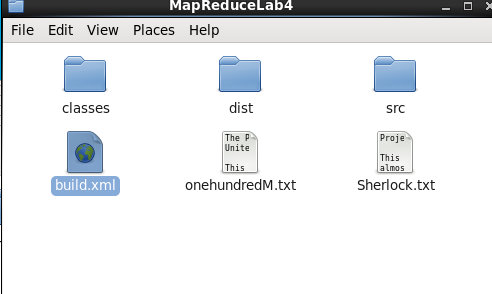 MapReduceLab4
File Edit View Places Help
classes
dist
src
The P
Unite
This
Proje
This
almos
build.xml
onehundredM.txt
Sherlock.txt